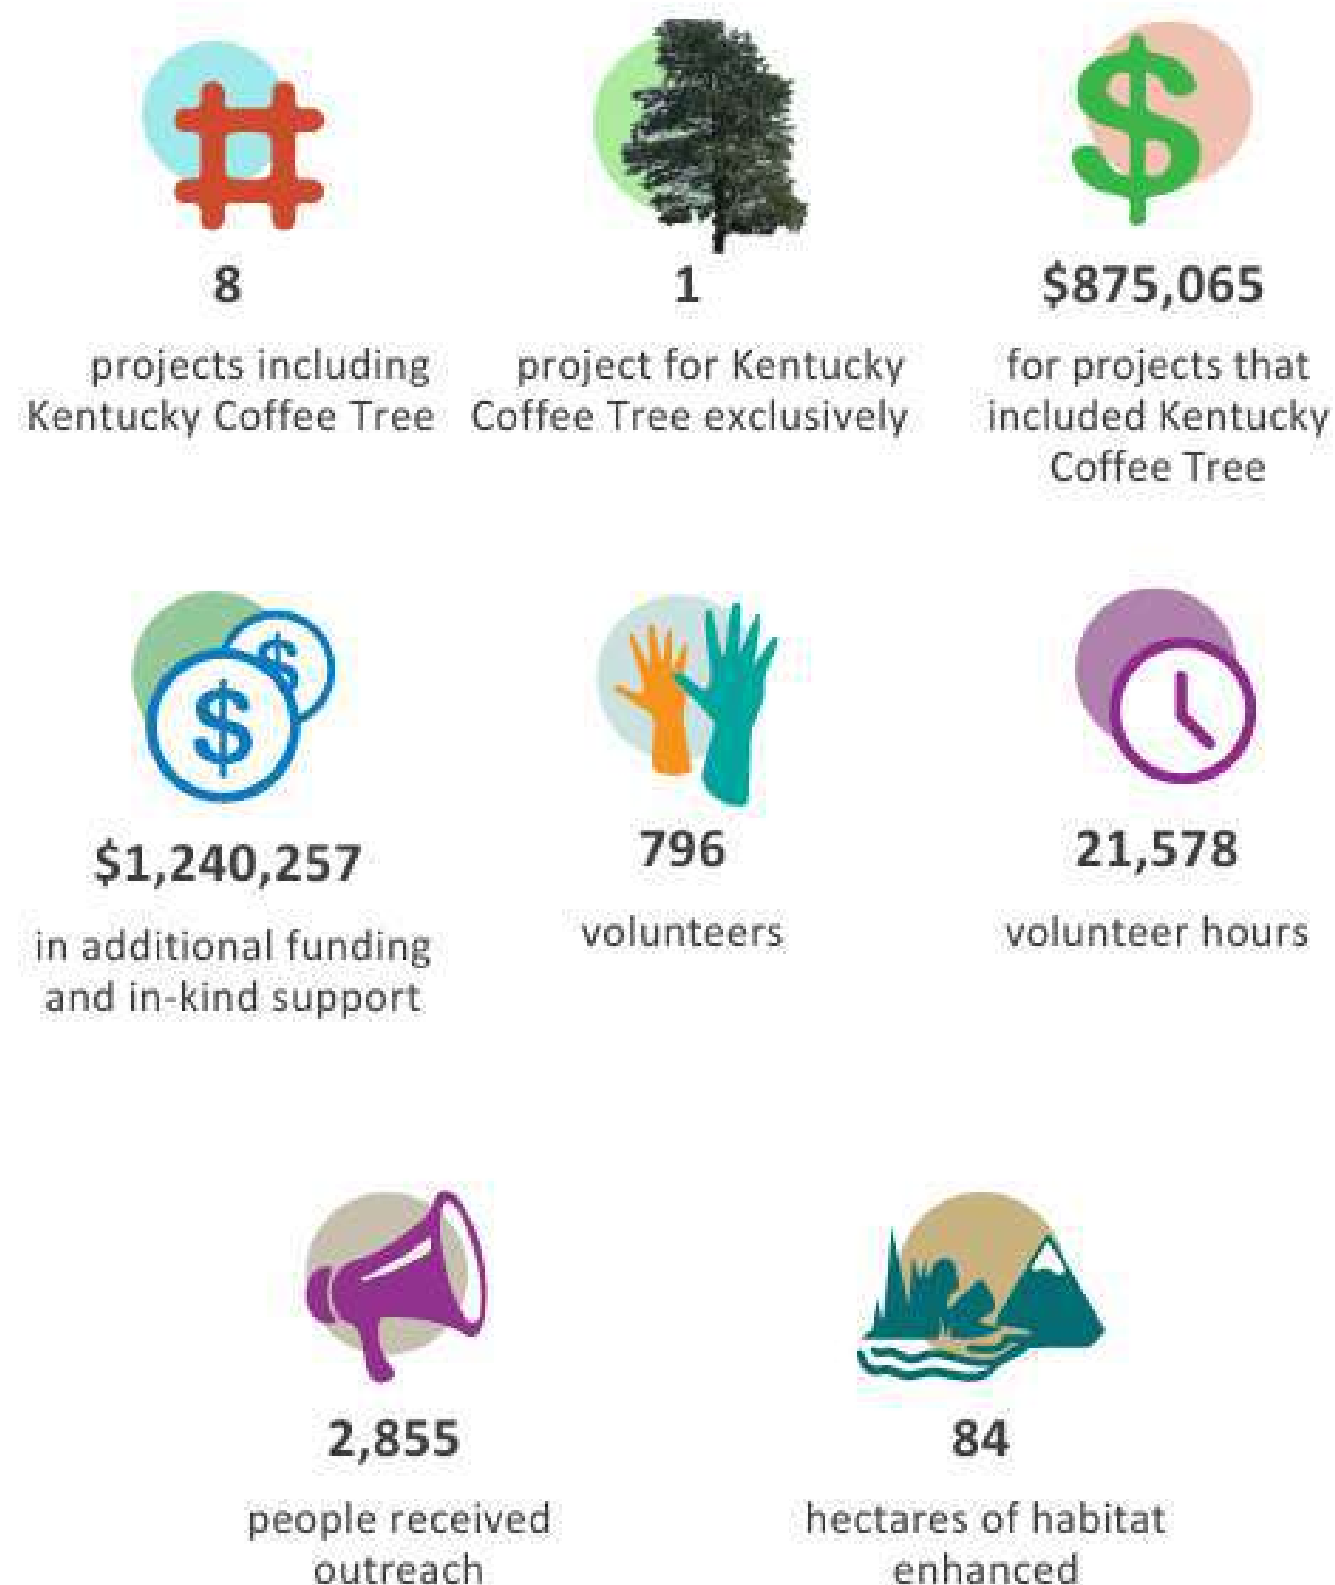 8
projects including
Kentucky Coffee Tree
1
project for Kentucky
Coffee Tree exclusively
$875,065
for projects that
included Kentucky
Coffee Tree
$1,240,257
in additional funding
and in-kind support
796
volunteers
21,578
volunteer hours
2,855
people received
outreach
84
hectares of habitat
enhanced